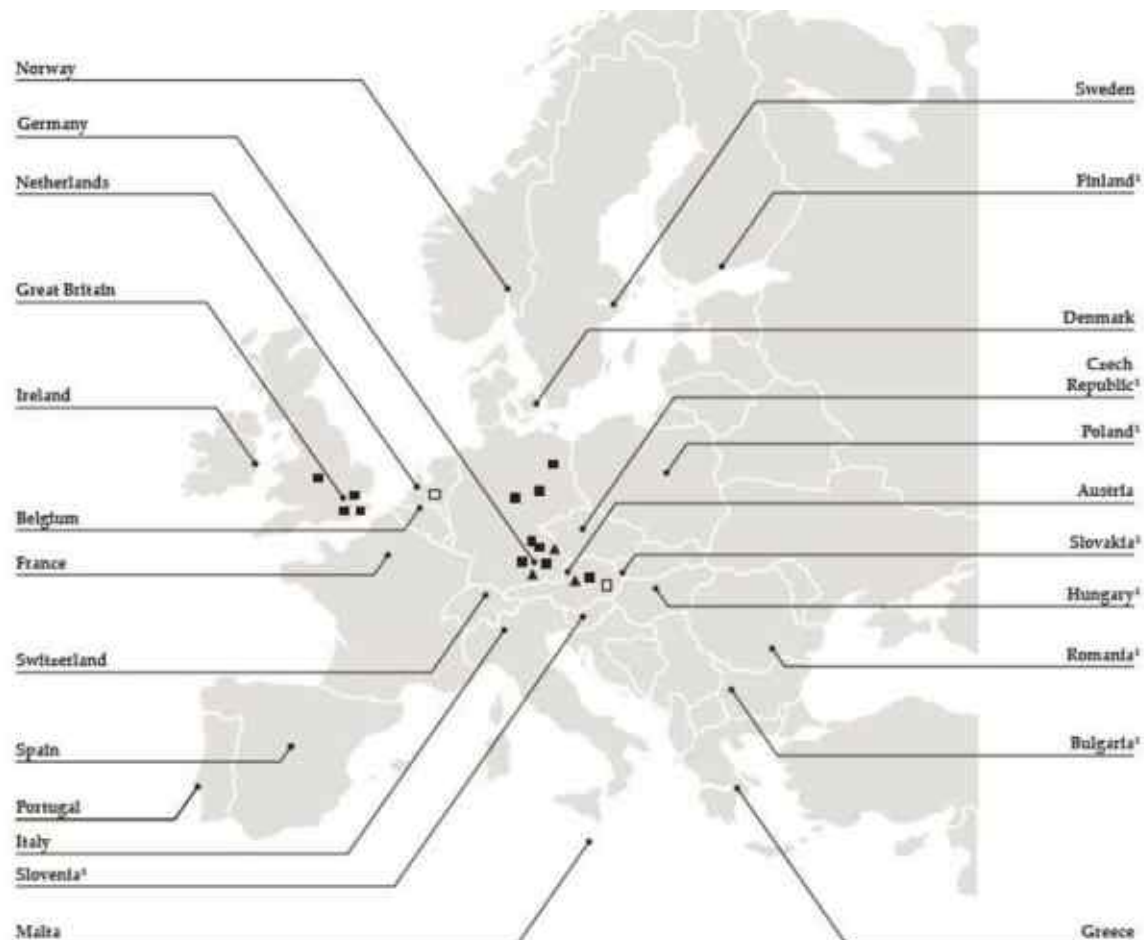 Norway
Germany
Netherlands
Great Britain
Ireland
Belgium
France
Switzerland
Spain
Portugal
Italy
Slovenia¹
Malta
Sweden
Finland¹
Denmark
Czech
Republic¹
Poland¹
Austria
Slovakia¹
Hungary¹
Romania¹
Bulgaria¹
Greece